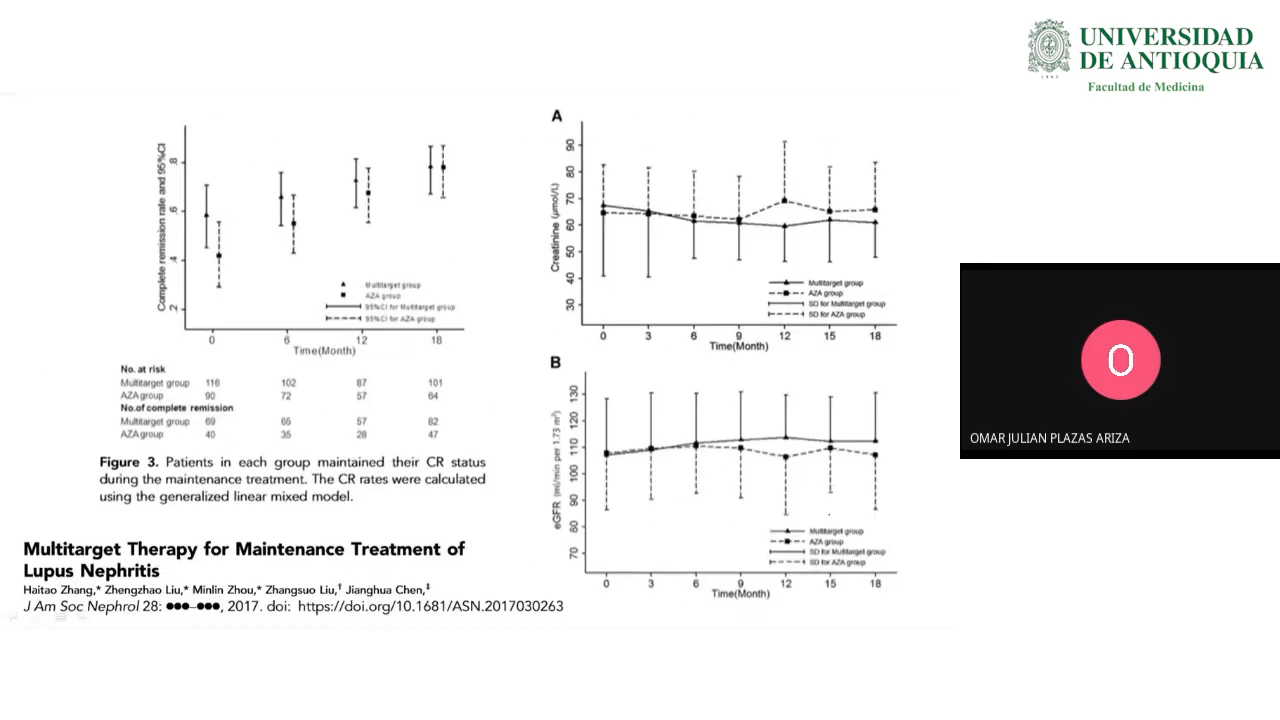 UNIVERSIDAD
DE ANTIOQUIA
1803
Facultad de Medicina
Complete remission rate and 95%CI
.8
.6
.4
.2
Multitarget group
AZA group
95%CI for Multitarget group
95%CI for AZA group
0 6 12 18
Time(Month)
No. at risk
Multitarget group 116 102 87 101
AZA group 90 72 57 64
No. of complete remission
Multitarget group 69 65 57 82
AZA group 40 35 28 47
Figure 3. Patients in each group maintained their CR status
during the maintenance treatment. The CR rates were calculated
using the generalized linear mixed model.
A
Creatinine (μmol/L)
90
80
70
60
50
40
30
Multitarget group
AZA group
SD for Multitarget group
SD for AZA group
0 3 6 9 12 15 18
Time(Month)
B
eGFR (ml/min per 1.73 m²)
130
120
110
100
90
80
70
Multitarget group
AZA group
SD for Multitarget group
SD for AZA group
0 3 6 9 12 15 18
Time(Month)
Multitarget Therapy for Maintenance Treatment of
Lupus Nephritis
Haitao Zhang,* Zhengzhao Liu,* Minlin Zhou,* Zhangsuo Liu,† Jianghua Chen,‡
J Am Soc Nephrol 28: ●●●–●●●, 2017. doi: https://doi.org/10.1681/ASN.2017030263
O
OMAR JULIAN PLAZAS ARIZA